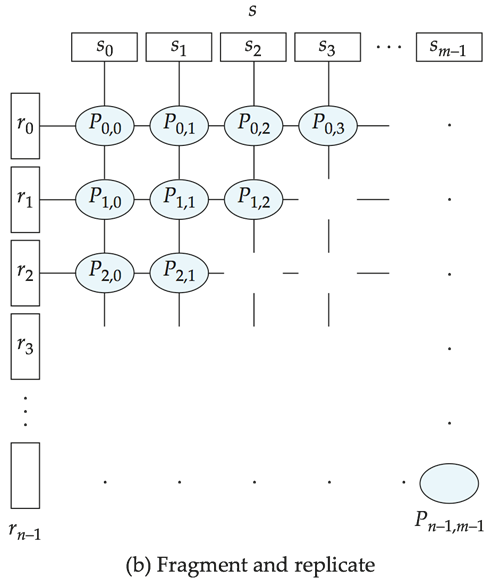 s
s0 s1 s2 s3 ··· sm–1
r0 P0,0 P0,1 P0,2 P0,3
r1 P1,0 P1,1 P1,2
r2 P2,0 P2,1
r3
rn–1 Pn–1,m–1
(b) Fragment and replicate